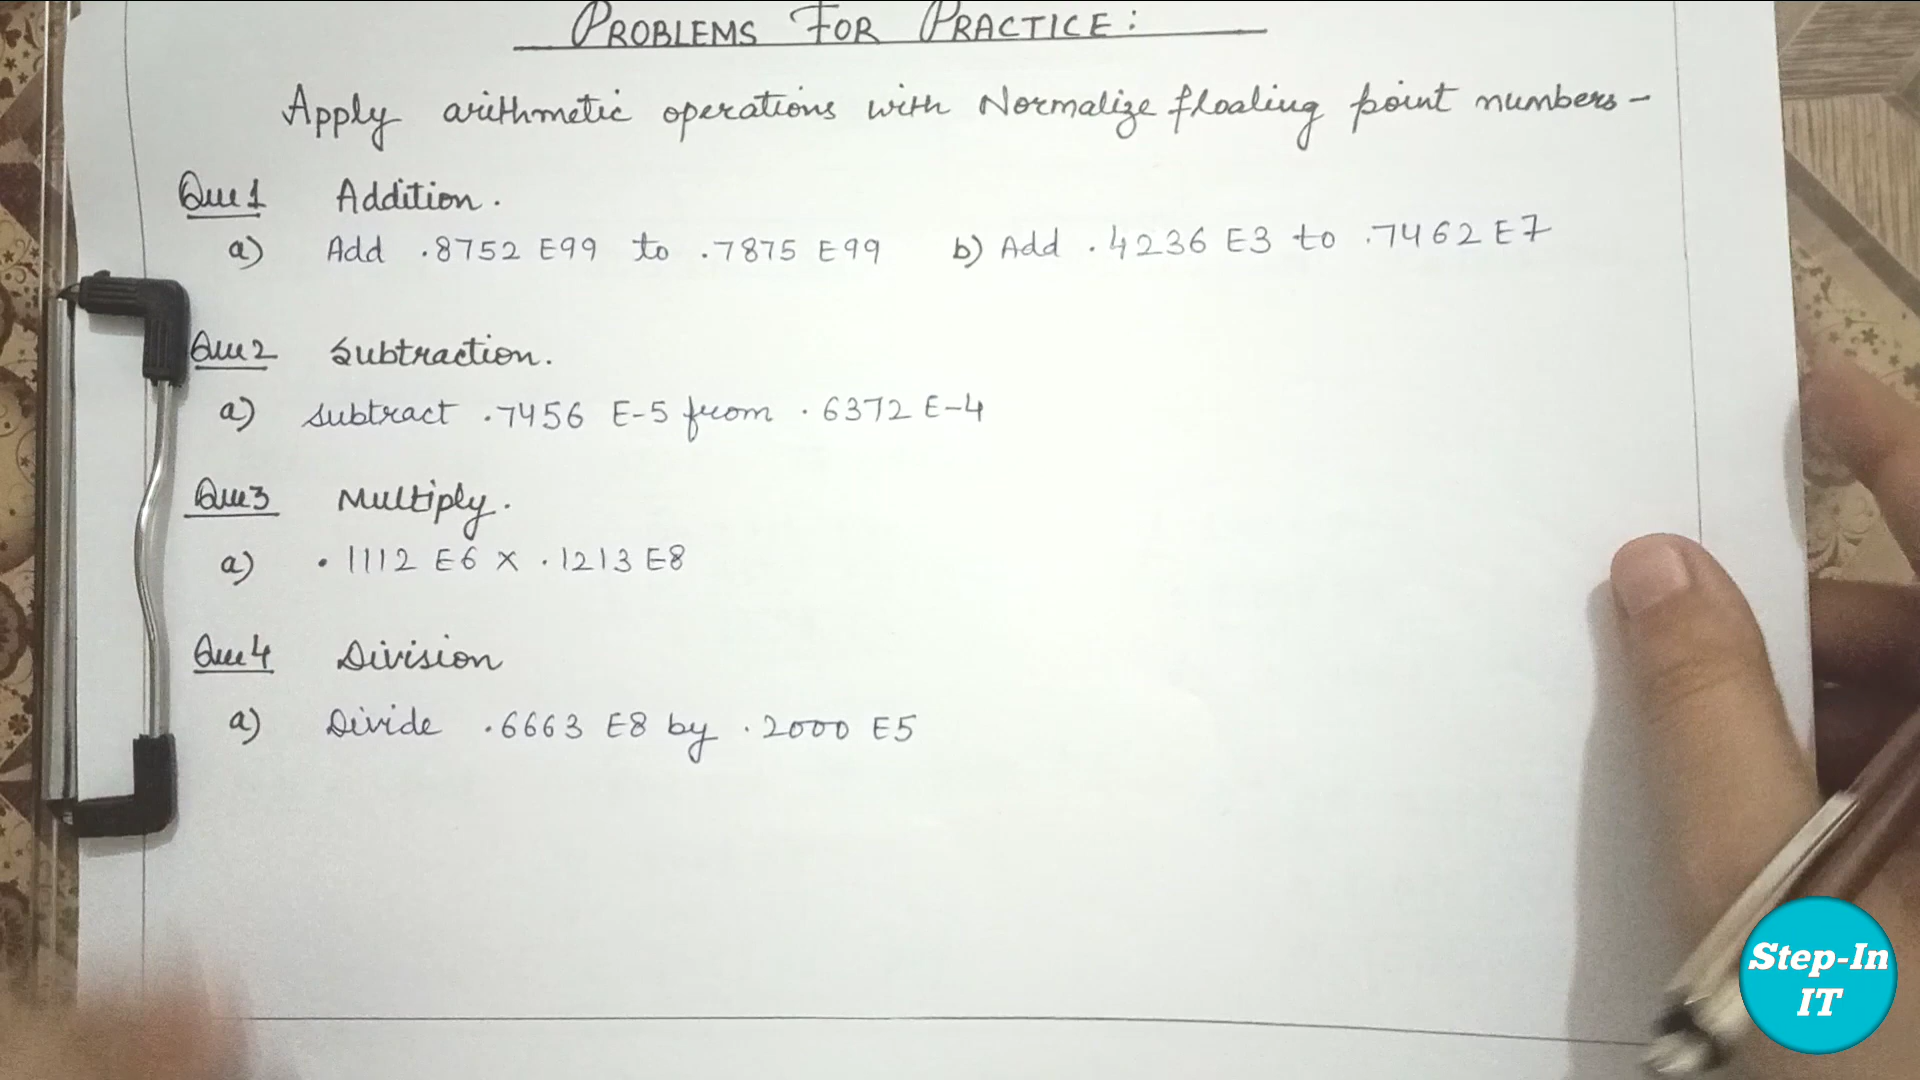 PROBLEMS FOR PRACTICE:
Apply arithmetic operations with Normalize floating point numbers-
Que 1 Addition.
a) Add .8752 E99 to .7875 E99 b) Add .4236 E3 to .7462 E7
Que 2 Subtraction.
a) subtract .7456 E-5 from .6372 E-4
Que 3 Multiply.
a) .1112 E6 x .1213 E8
Que 4 Division
a) Divide .6663 E8 by .2000 E5
Step-In
IT